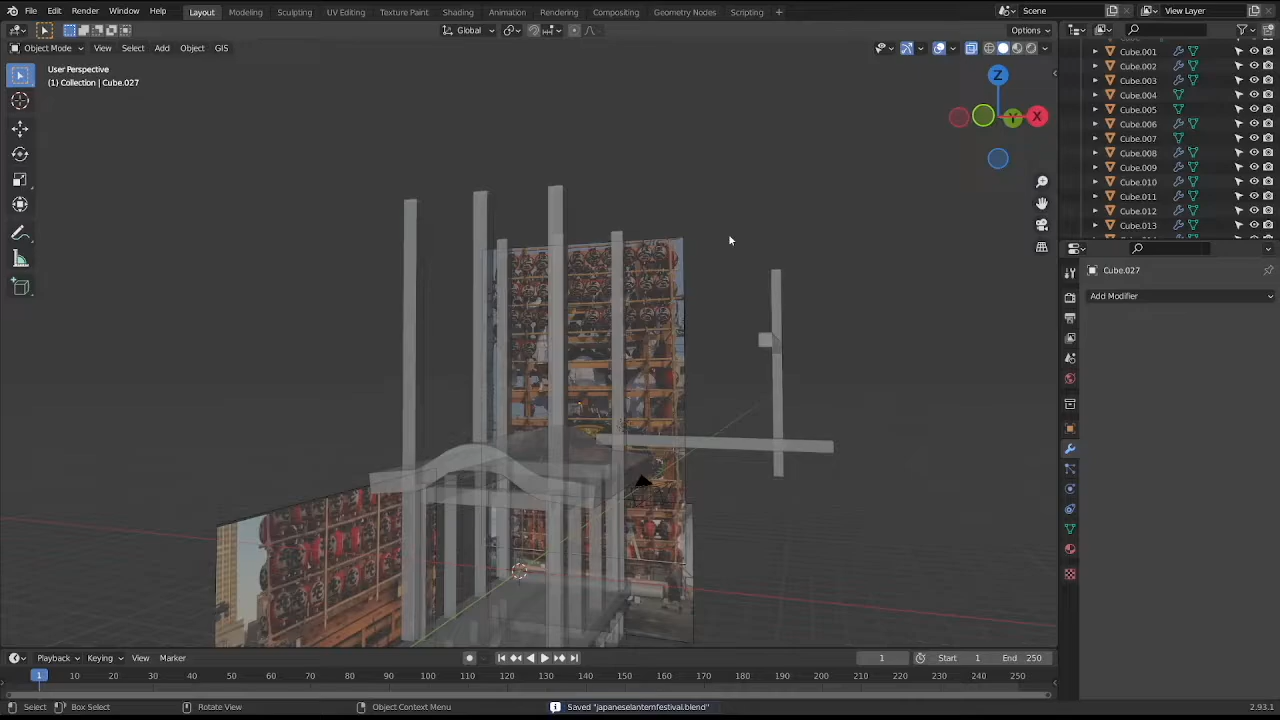 File Edit Render Window Help Layout Modeling Sculpting UV Editing Texture Paint Shading Animation Rendering Compositing Geometry Nodes Scripting Scene View Layer
Global Options
Object Mode View Select Add Object GIS
User Perspective
(1) Collection | Cube.027
Z
Y
X
Cube.001
Cube.002
Cube.003
Cube.004
Cube.005
Cube.006
Cube.007
Cube.008
Cube.009
Cube.010
Cube.011
Cube.012
Cube.013
Cube.027
Add Modifier
Playback Keying View Marker 1 Start 1 End 250
1 10 20 30 40 50 60 70 80 90 100 110 120 130 140 150 160 170 180 190 200 210 220 230 240 250
Select Box Select Rotate View Object Context Menu Saved "japaneselanternfestival.blend" 2.93.1